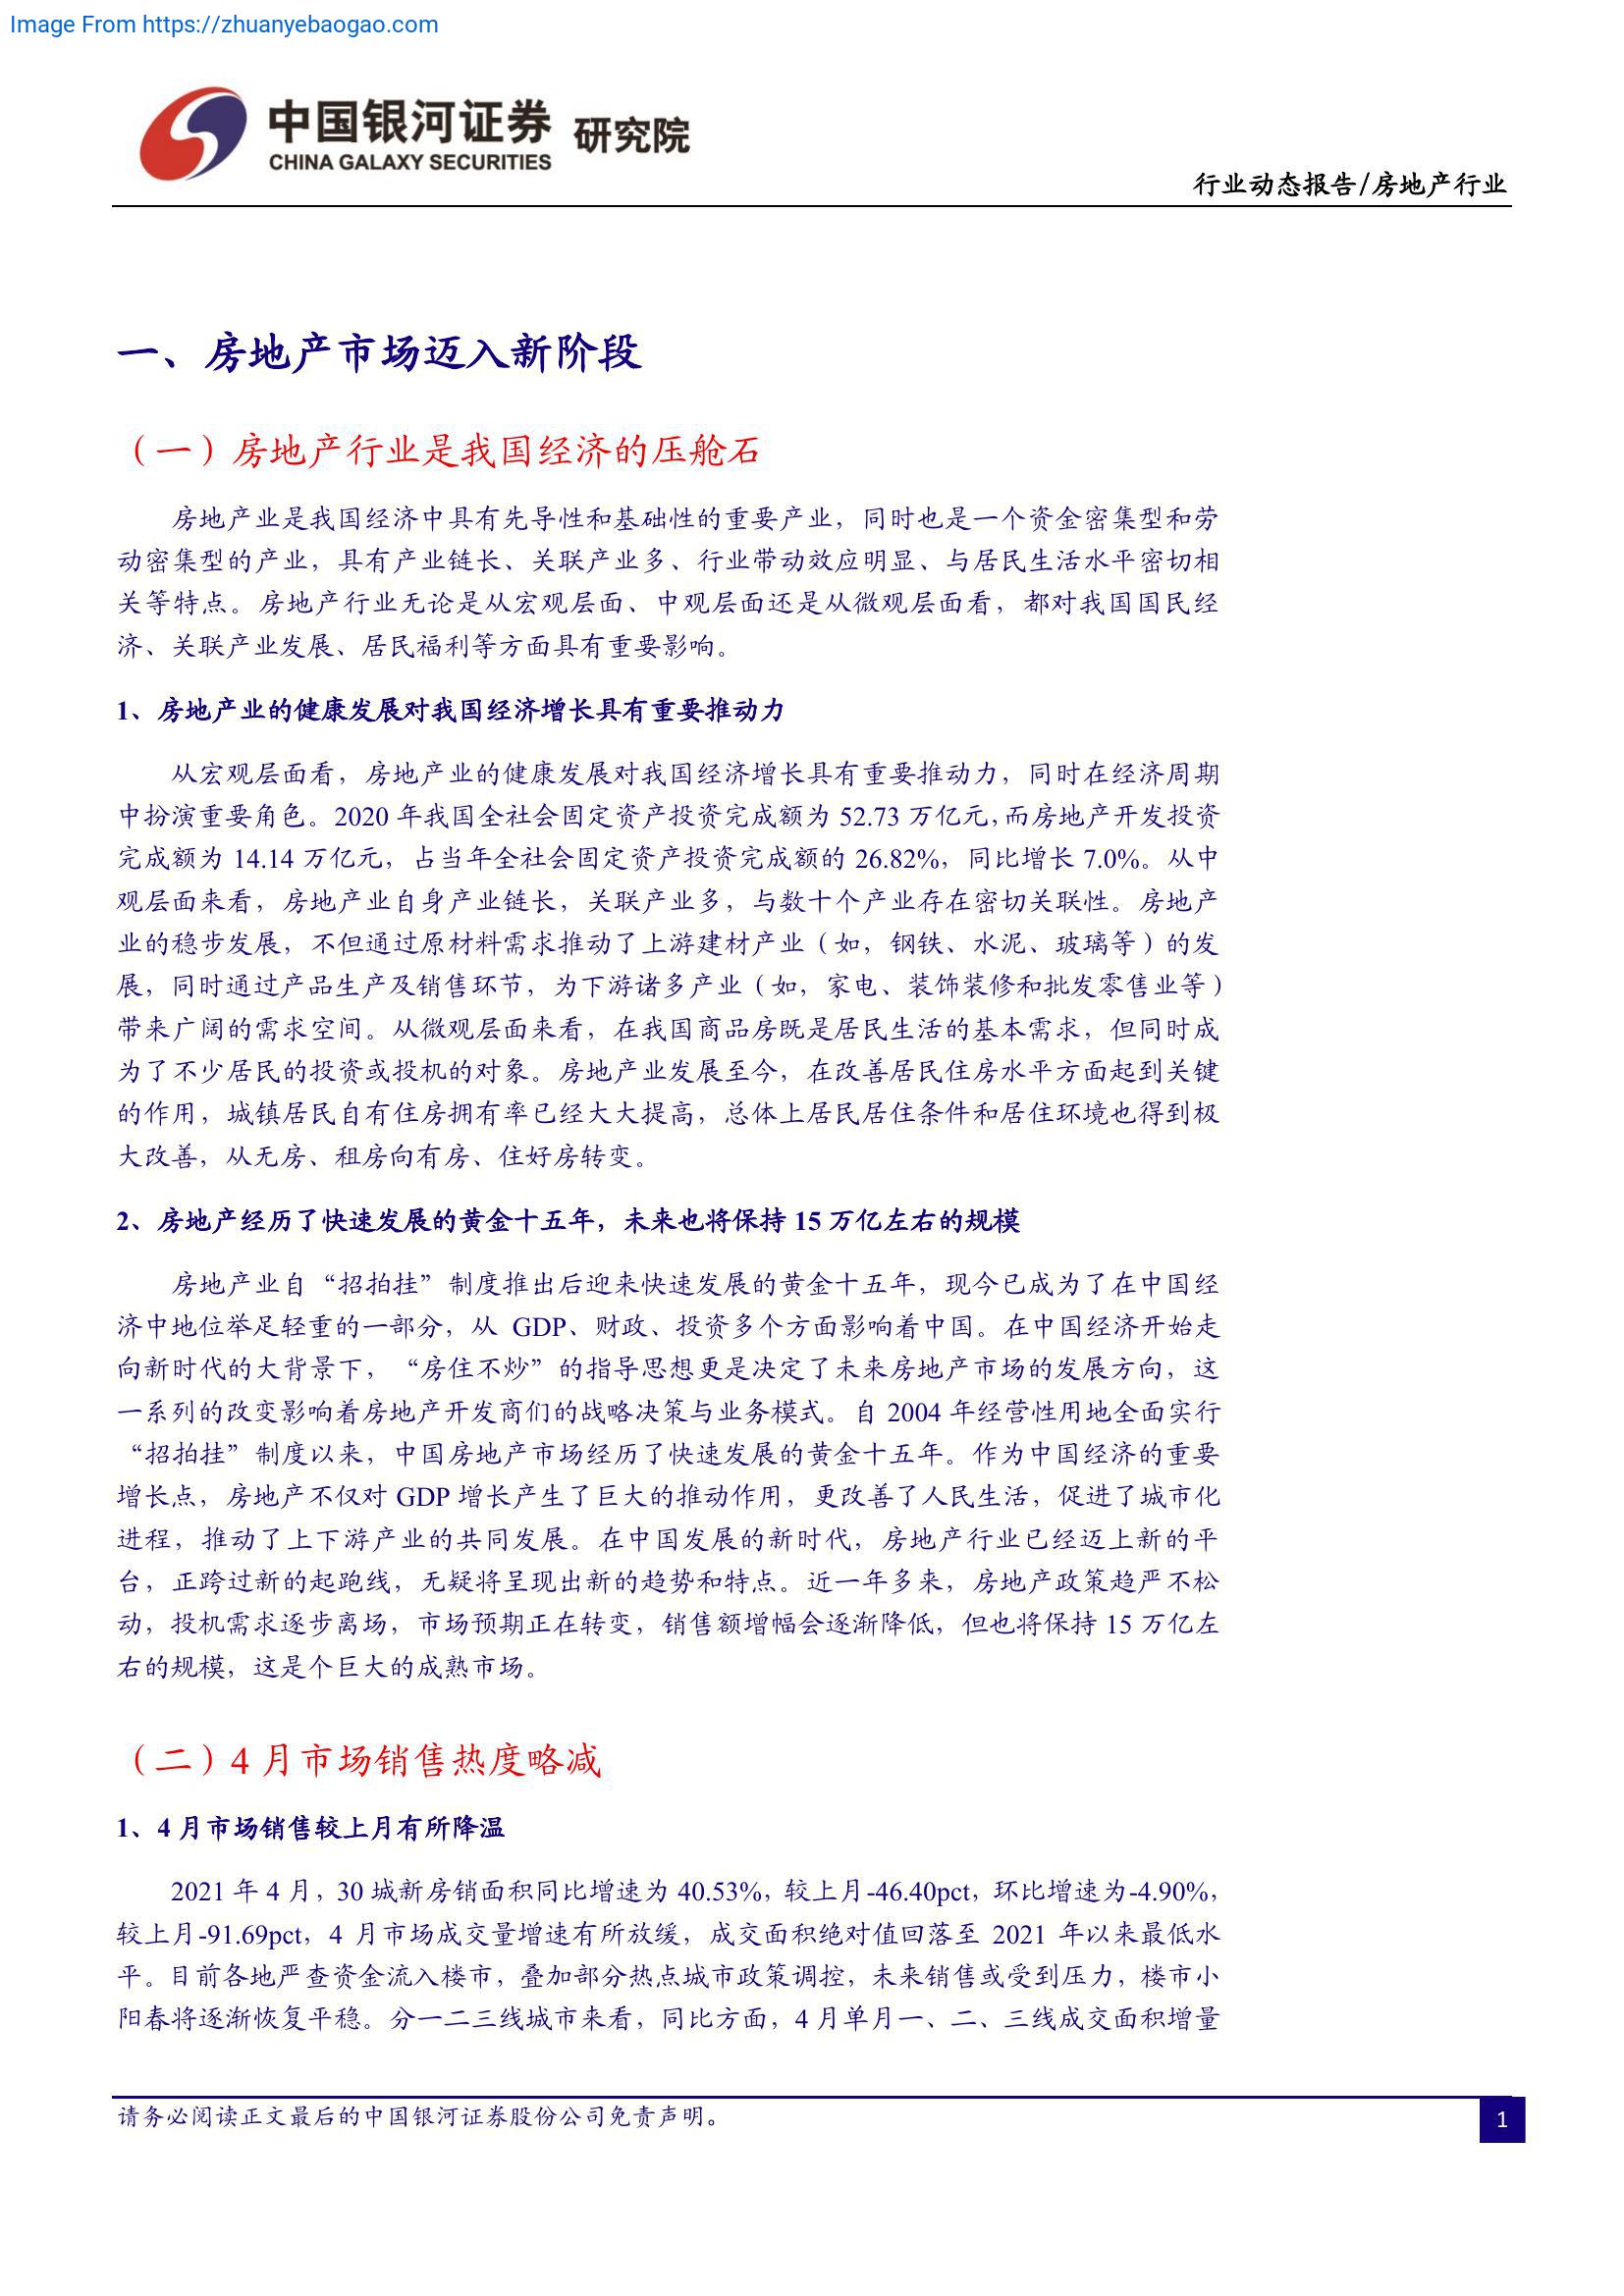 Image From https://zhuanyebaogao.com
中国银河证券 研究院
CHINA GALAXY SECURITIES
行业动态报告/房地产行业
一、房地产市场迈入新阶段
（一）房地产行业是我国经济的压舱石
房地产业是我国经济中具有先导性和基础性的重要产业，同时也是一个资金密集型和劳
动密集型的产业，具有产业链长、关联产业多、行业带动效应明显、与居民生活水平密切相
关等特点。房地产行业无论是从宏观层面、中观层面还是从微观层面看，都对我国国民经
济、关联产业发展、居民福利等方面具有重要影响。
1、房地产业的健康发展对我国经济增长具有重要推动力
从宏观层面看，房地产业的健康发展对我国经济增长具有重要推动力，同时在经济周期
中扮演重要角色。2020 年我国全社会固定资产投资完成额为 52.73 万亿元，而房地产开发投资
完成额为 14.14 万亿元，占当年全社会固定资产投资完成额的 26.82%，同比增长 7.0%。从中
观层面来看，房地产业自身产业链长，关联产业多，与数十个产业存在密切关联性。房地产
业的稳步发展，不但通过原材料需求推动了上游建材产业（如，钢铁、水泥、玻璃等）的发
展，同时通过产品生产及销售环节，为下游诸多产业（如，家电、装饰装修和批发零售业等）
带来广阔的需求空间。从微观层面来看，在我国商品房既是居民生活的基本需求，但同时成
为了不少居民的投资或投机的对象。房地产业发展至今，在改善居民住房水平方面起到关键
的作用，城镇居民自有住房拥有率已经大大提高，总体上居民居住条件和居住环境也得到极
大改善，从无房、租房向有房、住好房转变。
2、房地产经历了快速发展的黄金十五年，未来也将保持 15 万亿左右的规模
房地产业自“招拍挂”制度推出后迎来快速发展的黄金十五年，现今已成为了在中国经
济中地位举足轻重的一部分，从 GDP、财政、投资多个方面影响着中国。在中国经济开始走
向新时代的大背景下，“房住不炒”的指导思想更是决定了未来房地产市场的发展方向，这
一系列的改变影响着房地产开发商们的战略决策与业务模式。自 2004 年经营性用地全面实行
“招拍挂”制度以来，中国房地产市场经历了快速发展的黄金十五年。作为中国经济的重要
增长点，房地产不仅对 GDP 增长产生了巨大的推动作用，更改善了人民生活，促进了城市化
进程，推动了上下游产业的共同发展。在中国发展的新时代，房地产行业已经迈上新的平
台，正跨过新的起跑线，无疑将呈现出新的趋势和特点。近一年多来，房地产政策趋严不松
动，投机需求逐步离场，市场预期正在转变，销售额增幅会逐渐降低，但也将保持 15 万亿左
右的规模，这是个巨大的成熟市场。
（二）4 月市场销售热度略减
1、4 月市场销售较上月有所降温
2021 年 4 月，30 城新房销面积同比增速为 40.53%，较上月-46.40pct，环比增速为-4.90%，
较上月-91.69pct，4 月市场成交量增速有所放缓，成交面积绝对值回落至 2021 年以来最低水
平。目前各地严查资金流入楼市，叠加部分热点城市政策调控，未来销售或受到压力，楼市小
阳春将逐渐恢复平稳。分一二三线城市来看，同比方面，4 月单月一、二、三线成交面积增量
请务必阅读正文最后的中国银河证券股份公司免责声明。
1